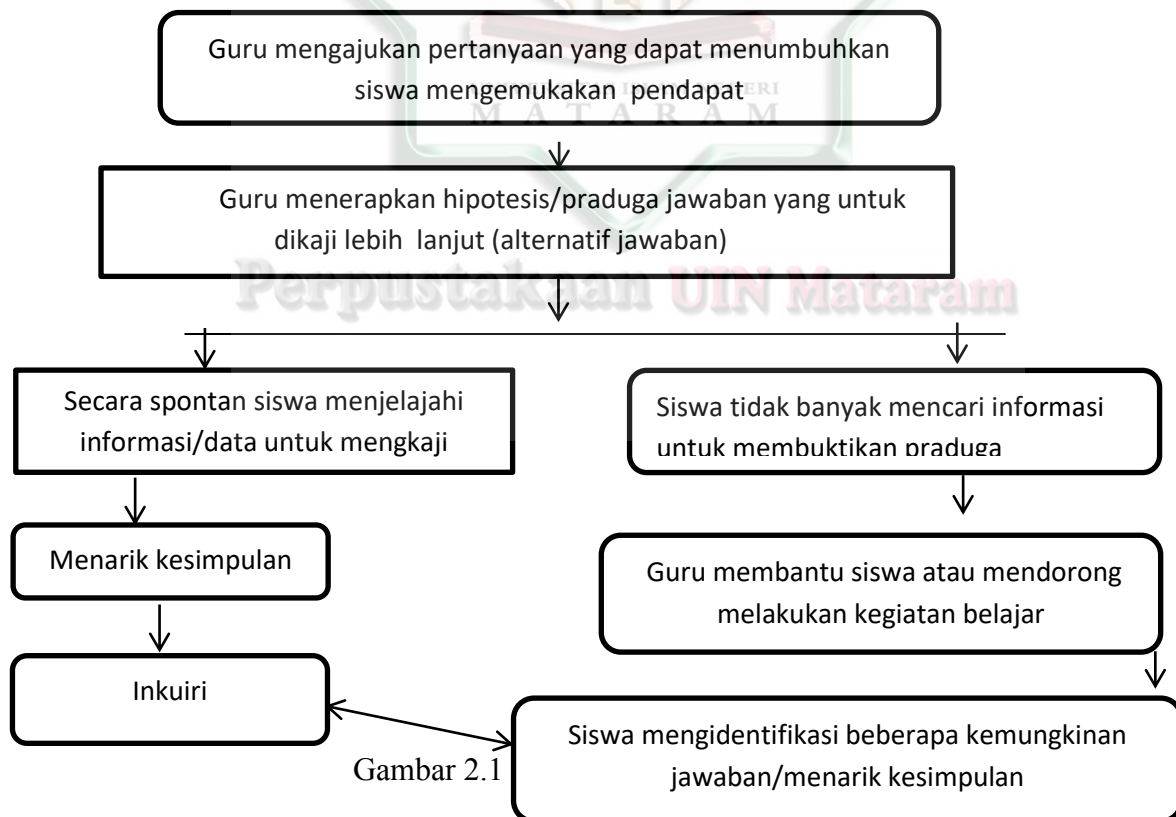 Guru mengajukan pertanyaan yang dapat menumbuhkan
siswa mengemukakan pendapat
MATARAM
Guru menerapkan hipotesis/praduga jawaban yang untuk
dikaji lebih lanjut (alternatif jawaban)
Perpustakaan UIN Mataram
Secara spontan siswa menjelajahi
informasi/data untuk mengkaji
Siswa tidak banyak mencari informasi
untuk membuktikan praduga
Menarik kesimpulan
Guru membantu siswa atau mendorong
melakukan kegiatan belajar
Inkuiri
Siswa mengidentifikasi beberapa kemungkinan
jawaban/menarik kesimpulan
Gambar 2.1